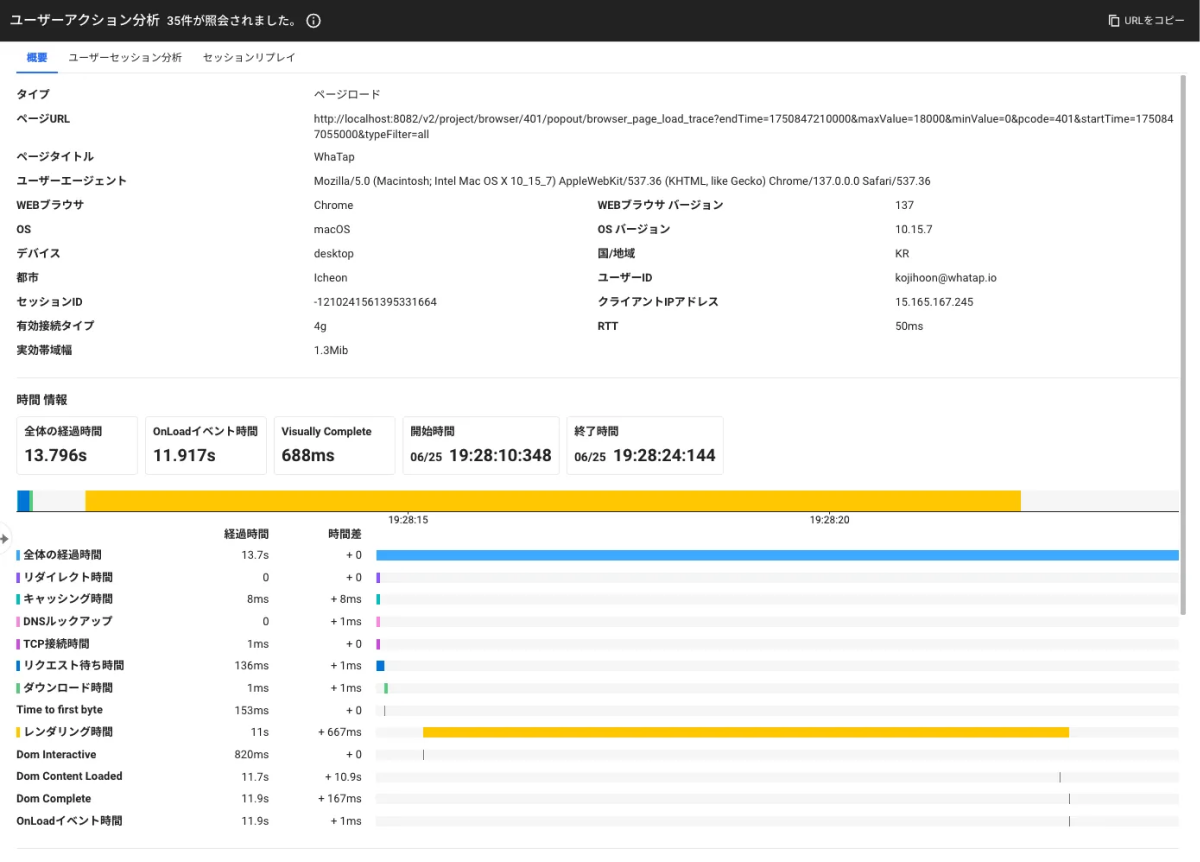 ユーザーアクション分析 35件が照会されました。 URLをコピー
概要 ユーザーセッション分析 セッションリプレイ
タイプ ページロード
ページURL http://localhost:8082/v2/project/browser/401/popout/browser_page_load_trace?endTime=1750847210000&maxValue=18000&minValue=0&pcode=401&startTime=175084
7055000&typeFilter=all
ページタイトル WhaTap
ユーザーエージェント Mozilla/5.0 (Macintosh; Intel Mac OS X 10_15_7) AppleWebKit/537.36 (KHTML, like Gecko) Chrome/137.0.0.0 Safari/537.36
WEBブラウサ Chrome WEBブラウサ バージョン 137
OS macOS OS バージョン 10.15.7
デバイス desktop 国/地域 KR
都市 Icheon ユーザーID kojihoon@whatap.io
セッションID -1210241561395331664 クライアントIPアドレス 15.165.167.245
有効接続タイプ 4g RTT 50ms
実効帯域幅 1.3Mib
時間 情報
全体の経過時間 OnLoadイベント時間 Visually Complete 開始時間 終了時間
13.796s 11.917s 688ms 06/25 19:28:10:348 06/25 19:28:24:144
19:28:15 19:28:20
経過時間 時間差
全体の経過時間 13.7s + 0
リダイレクト時間 0 + 0
キャッシング時間 8ms + 8ms
DNSルックアップ 0 + 1ms
TCP接続時間 1ms + 0
リクエスト待ち時間 136ms + 1ms
ダウンロード時間 1ms + 1ms
Time to first byte 153ms + 0
レンダリング時間 11s + 667ms
Dom Interactive 820ms + 0
Dom Content Loaded 11.7s + 10.9s
Dom Complete 11.9s + 167ms
OnLoadイベント時間 11.9s + 1ms